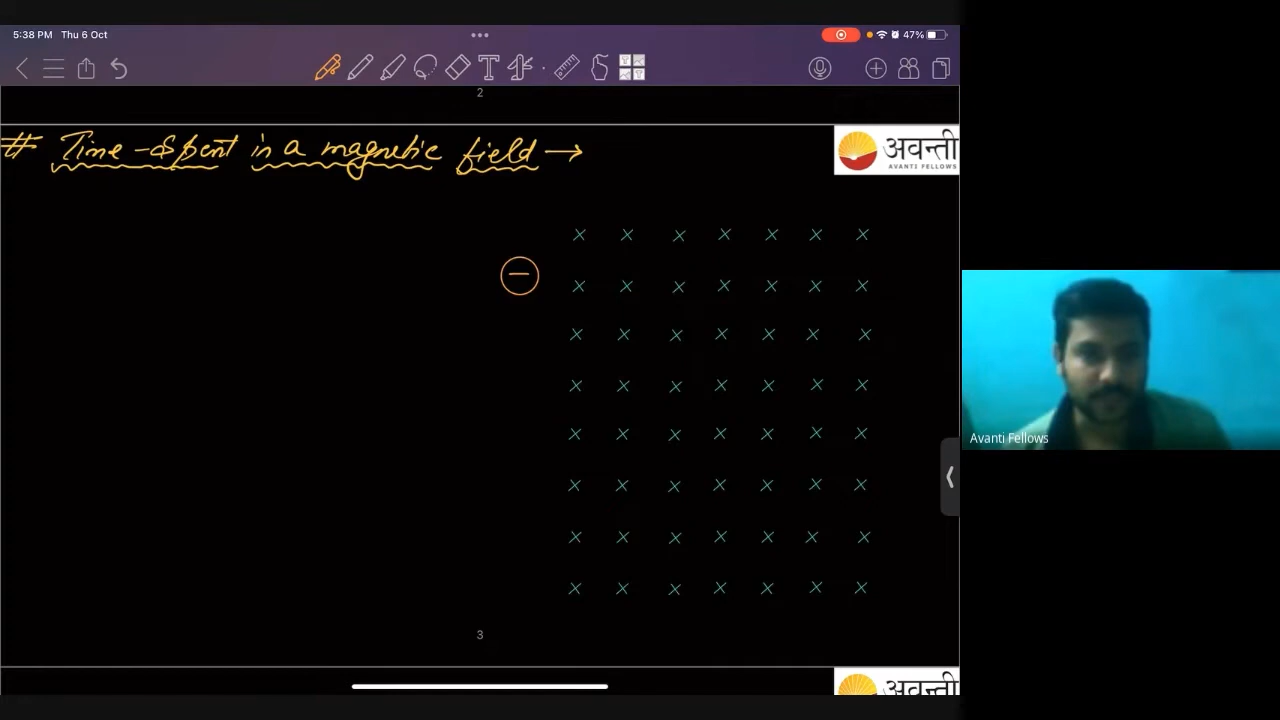 5:38 PM Thu 6 Oct
47%
2
# Time-Spent in a magnetic field →
अवन्ती
AVANTI FELLOWS
−
× × × × × × ×
× × × × × × ×
× × × × × × ×
× × × × × × ×
× × × × × × ×
× × × × × × ×
× × × × × × ×
× × × × × × ×
Avanti Fellows
3
अवन्ती